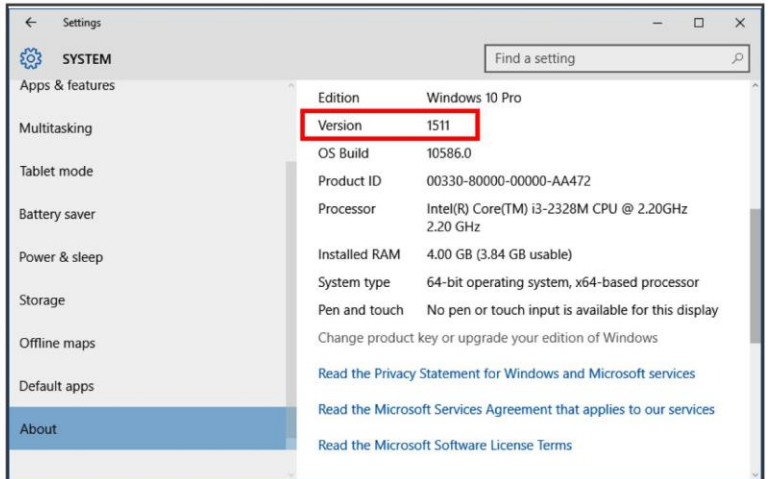 Settings
SYSTEM
Find a setting
Apps & features
Multitasking
Tablet mode
Battery saver
Power & sleep
Storage
Offline maps
Default apps
About
Edition Windows 10 Pro
Version 1511
OS Build 10586.0
Product ID 00330-80000-00000-AA472
Processor Intel(R) Core(TM) i3-2328M CPU @ 2.20GHz
2.20 GHz
Installed RAM 4.00 GB (3.84 GB usable)
System type 64-bit operating system, x64-based processor
Pen and touch No pen or touch input is available for this display
Change product key or upgrade your edition of Windows
Read the Privacy Statement for Windows and Microsoft services
Read the Microsoft Services Agreement that applies to our services
Read the Microsoft Software License Terms